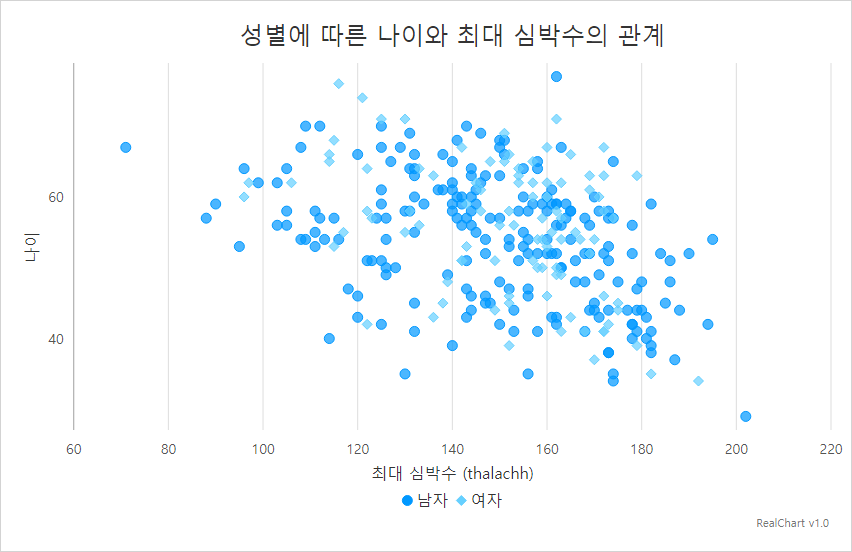 성별에 따른 나이와 최대 심박수의 관계
나이
60
40
60 80 100 120 140 160 180 200 220
최대 심박수 (thalachh)
남자 여자
RealChart v1.0